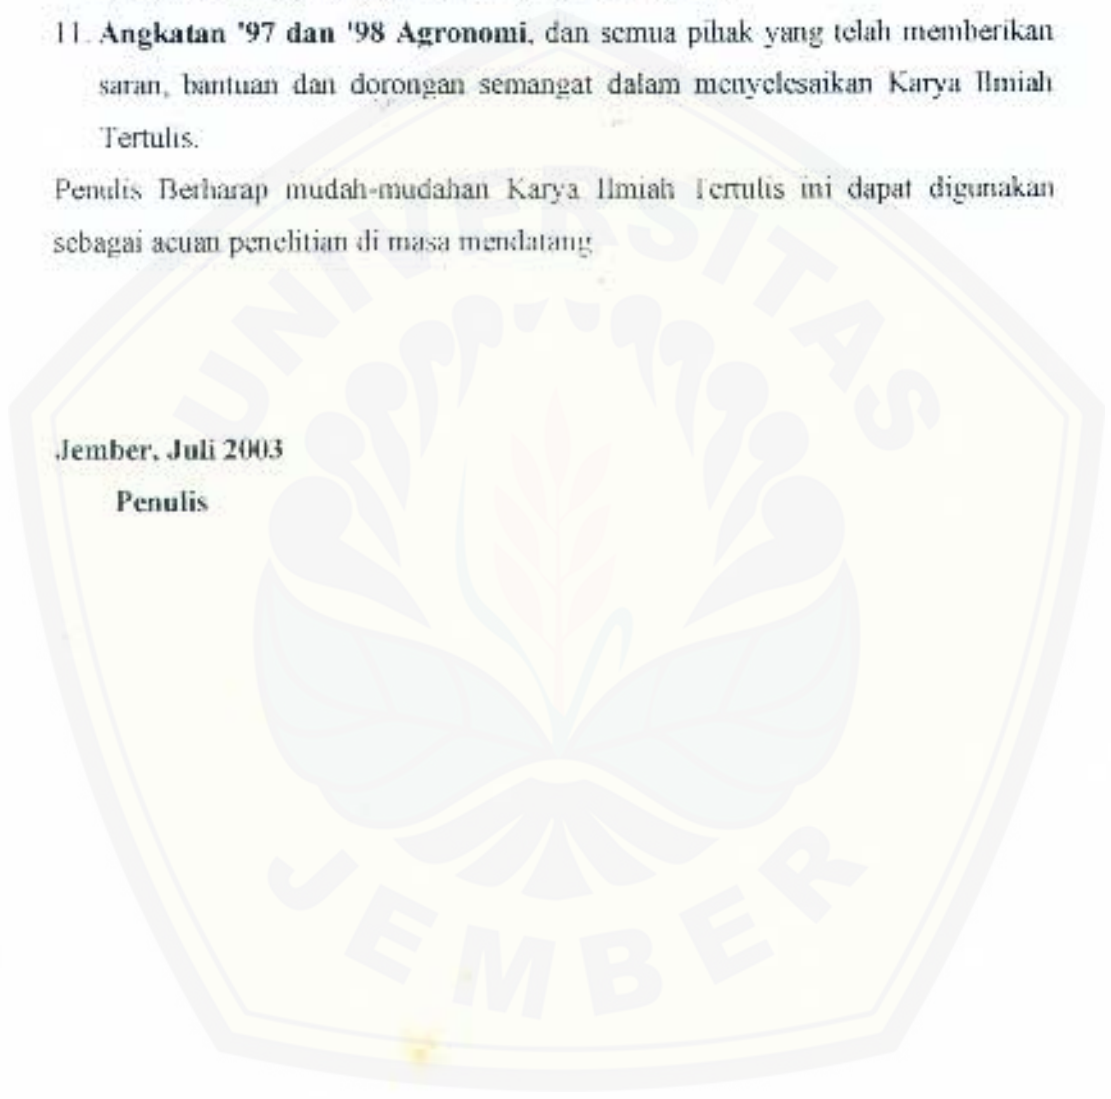 11. Angkatan '97 dan '98 Agronomi, dan semua pihak yang telah memberikan
saran, bantuan dan dorongan semangat dalam menyelesaikan Karya Ilmiah
Tertulis.
Penulis Berharap mudah-mudahan Karya Ilmiah Tertulis ini dapat digunakan
sebagai acuan penelitian di masa mendatang
Jember, Juli 2003
Penulis
UNIVERSITAS
JEMBER